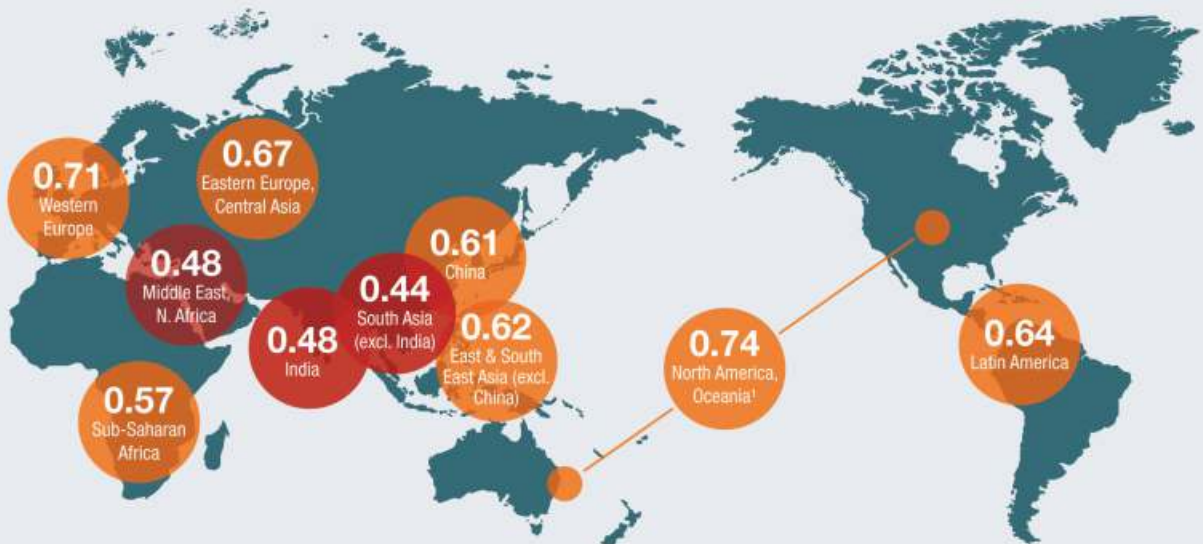 0.71
Western
Europe
0.67
Eastern Europe,
Central Asia
0.48
Middle East,
N. Africa
0.48
India
0.44
South Asia
(excl. India)
0.61
China
0.62
East & South
East Asia (excl.
China)
0.57
Sub-Saharan
Africa
0.74
North America,
Oceania¹
0.64
Latin America